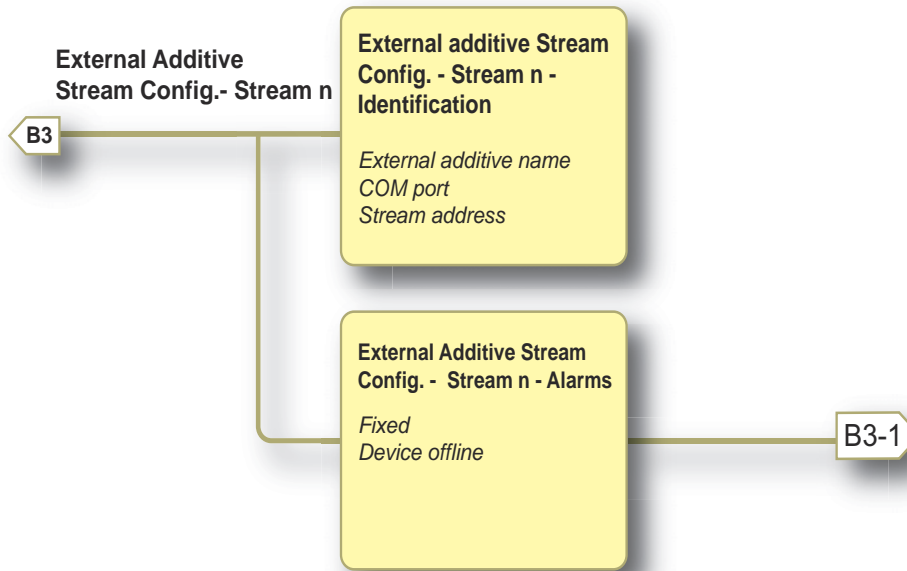 External Additive
Stream Config.- Stream n
B3
External additive Stream
Config. - Stream n -
Identification
External additive name
COM port
Stream address
External Additive Stream
Config. -  Stream n - Alarms
Fixed
Device offline
B3-1